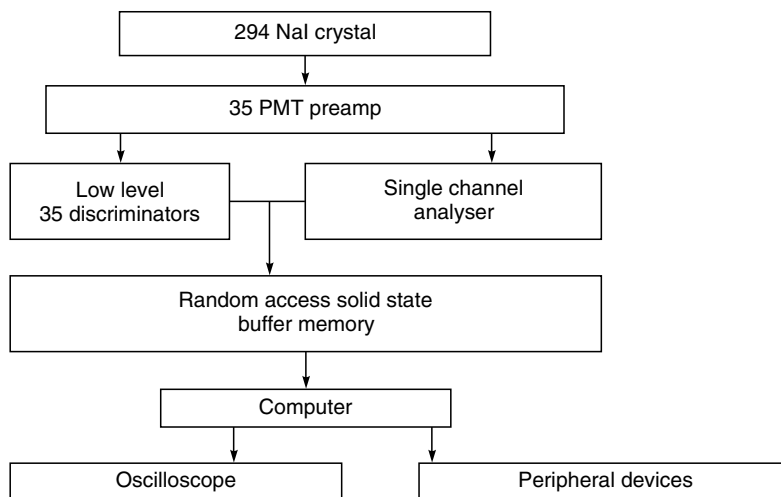 294 NaI crystal
35 PMT preamp
Low level
35 discriminators
Single channel
analyser
Random access solid state
buffer memory
Computer
Oscilloscope
Peripheral devices